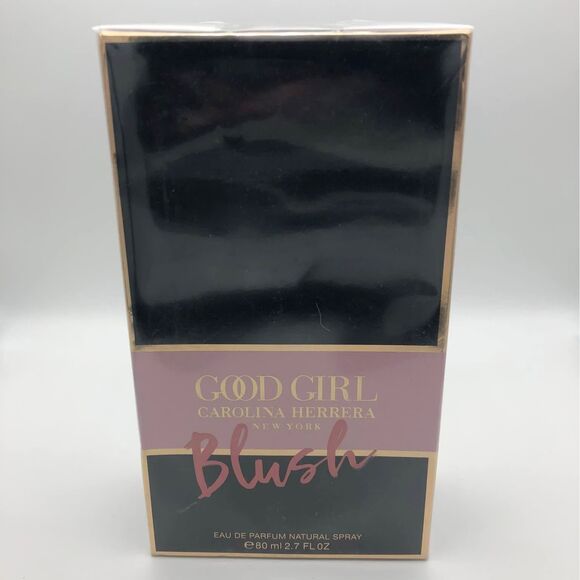 GOOD GIRL
CAROLINA HERRERA
NEW YORK
Blush
EAU DE PARFUM NATURAL SPRAY
℮80 ml 2.7 FL OZ